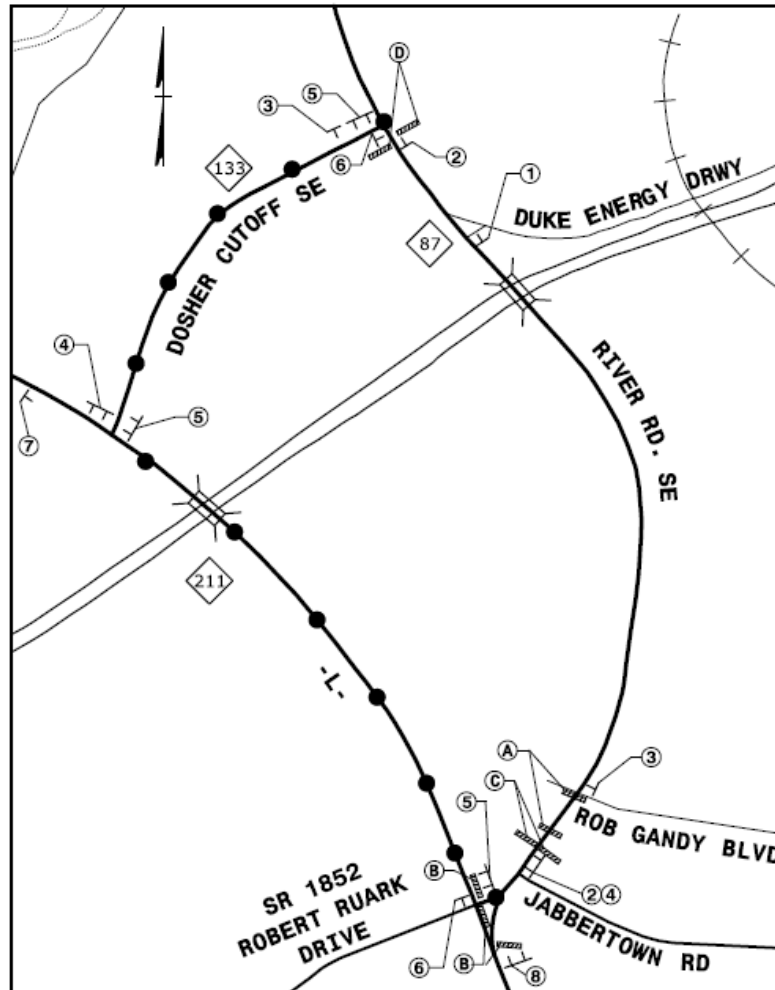 D
5
3
6
2
133
1
DUKE ENERGY DRWY
87
DOSHER CUTOFF SE
4
RIVER RD. SE
5
7
211
-L-
A
3
C
5
ROB GANDY BLVD
B
SR 1852
ROBERT RUARK
DRIVE
2 4
JABBERTOWN RD
6
B
8